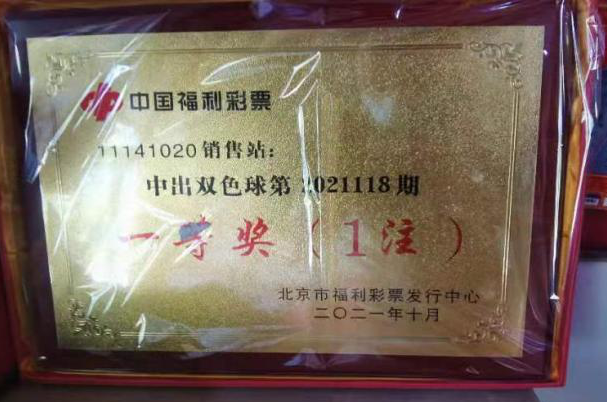 中国福利彩票
11141020销售站：
中出双色球第2021118期
一等奖（1注）
北京市福利彩票发行中心
二〇二一年十月